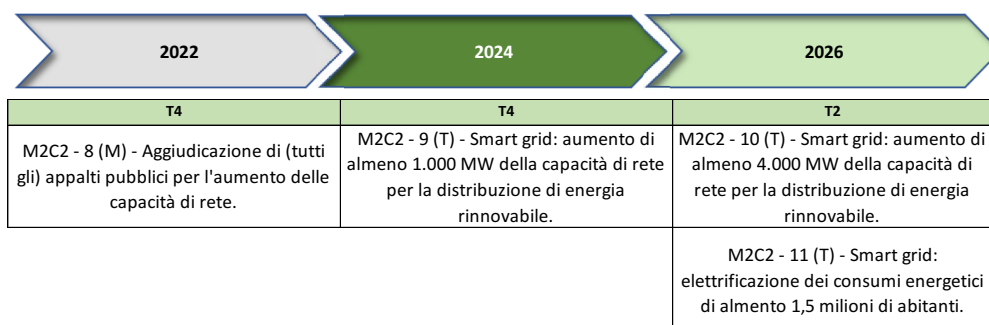 2022
2024
2026
T4
T4
T2
M2C2 - 8 (M) - Aggiudicazione di (tutti
gli) appalti pubblici per l'aumento delle
capacità di rete.
M2C2 - 9 (T) - Smart grid: aumento di
almeno 1.000 MW della capacità di rete
per la distribuzione di energia
rinnovabile.
M2C2 - 10 (T) - Smart grid: aumento di
almeno 4.000 MW della capacità di
rete per la distribuzione di energia
rinnovabile.
M2C2 - 11 (T) - Smart grid:
elettrificazione dei consumi energetici
di almento 1,5 milioni di abitanti.